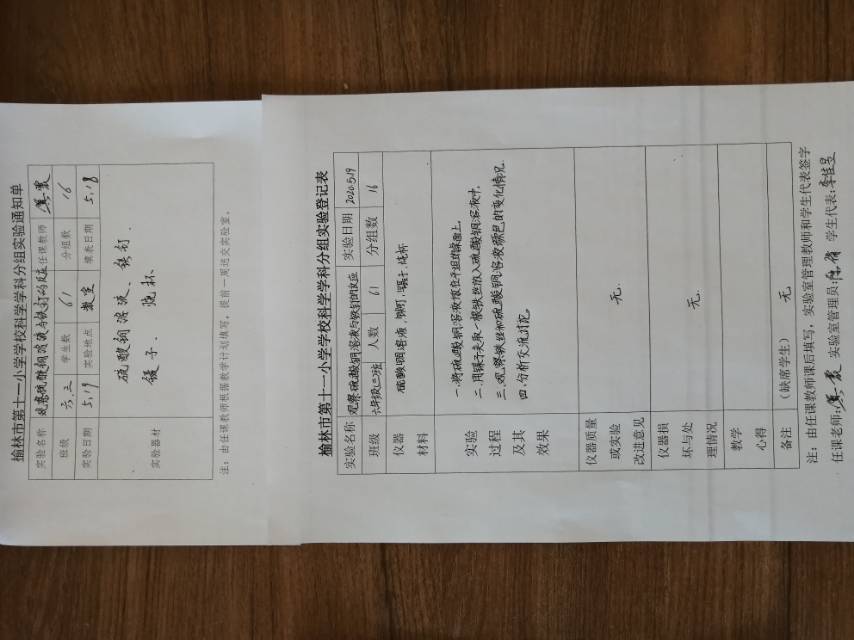 榆林市第十一小学学校科学学科分组实验通知单
实验名称 观察硫酸铜溶液与铁钉的反应 任课教师
班级 六.三 学生数 61 分组数 16
实验日期 5.19 实验地点 教室 填表日期 5.18
实验器材 硫酸铜溶液、铁钉、
镊子、烧杯
注：由任课教师根据教学计划填写，提前一周送交实验室。
榆林市第十一小学学校科学学科分组实验登记表
实验名称 观察硫酸铜溶液与铁钉的反应 实验日期 2020.5.19
班级 六年级(三)班 人数 61 分组数 16
仪器
材料
硫酸铜溶液 铁钉 镊子 烧杯
实验
过程
及其
效果
一.将硫酸铜溶液放在平组的桌面上.
二.用镊子夹取一根铁丝放入硫酸铜溶液中.
三.观察铁丝和硫酸铜溶液颜色的变化情况.
四.分析交流讨论.
仪器质量
或实验
改进意见
无.
仪器损
坏与处
理情况
无.
教学
心得
备注 （缺席学生） 无
注：由任课教师课后填写，实验室管理教师和学生代表签字
任课老师: 实验室管理员: 学生代表: